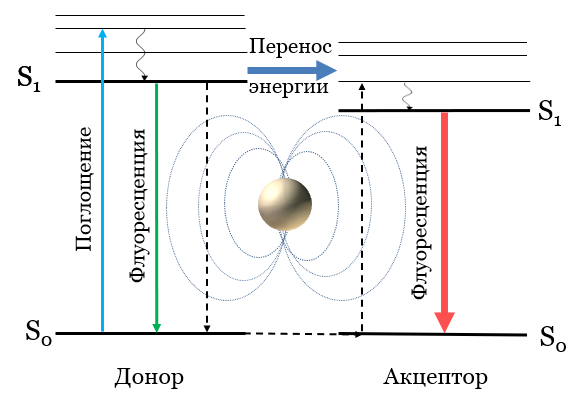 Перенос
энергии
S1
S1
Поглощение
Флуоресценция
Флуоресценция
S0
S0
Донор
Акцептор